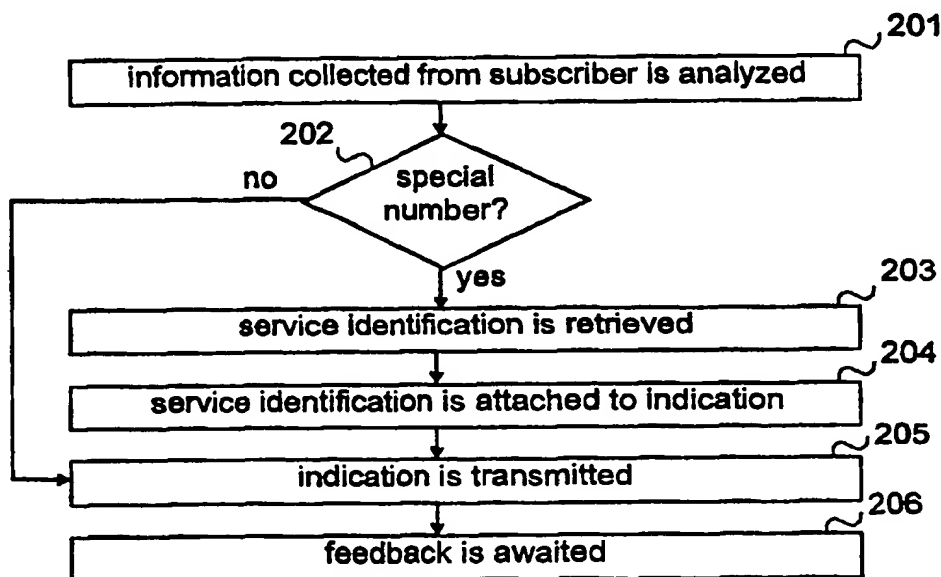 201
information collected from subscriber is analyzed
202
no
special
number?
yes
203
service identification is retrieved
204
service identification is attached to indication
205
indication is transmitted
206
feedback is awaited